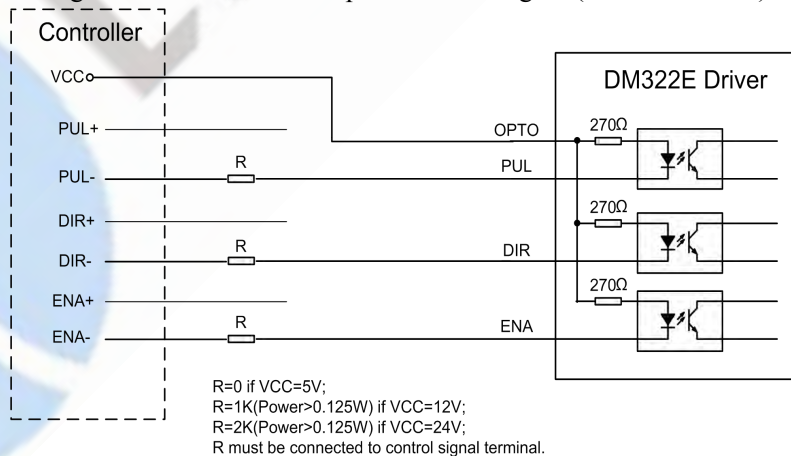 Controller
VCC
DM322E Driver
PUL+
OPTO
270Ω
PUL-
R
PUL
DIR+
270Ω
DIR-
R
DIR
ENA+
270Ω
ENA-
R
ENA
R=0 if VCC=5V;
R=1K(Power>0.125W) if VCC=12V;
R=2K(Power>0.125W) if VCC=24V;
R must be connected to control signal terminal.